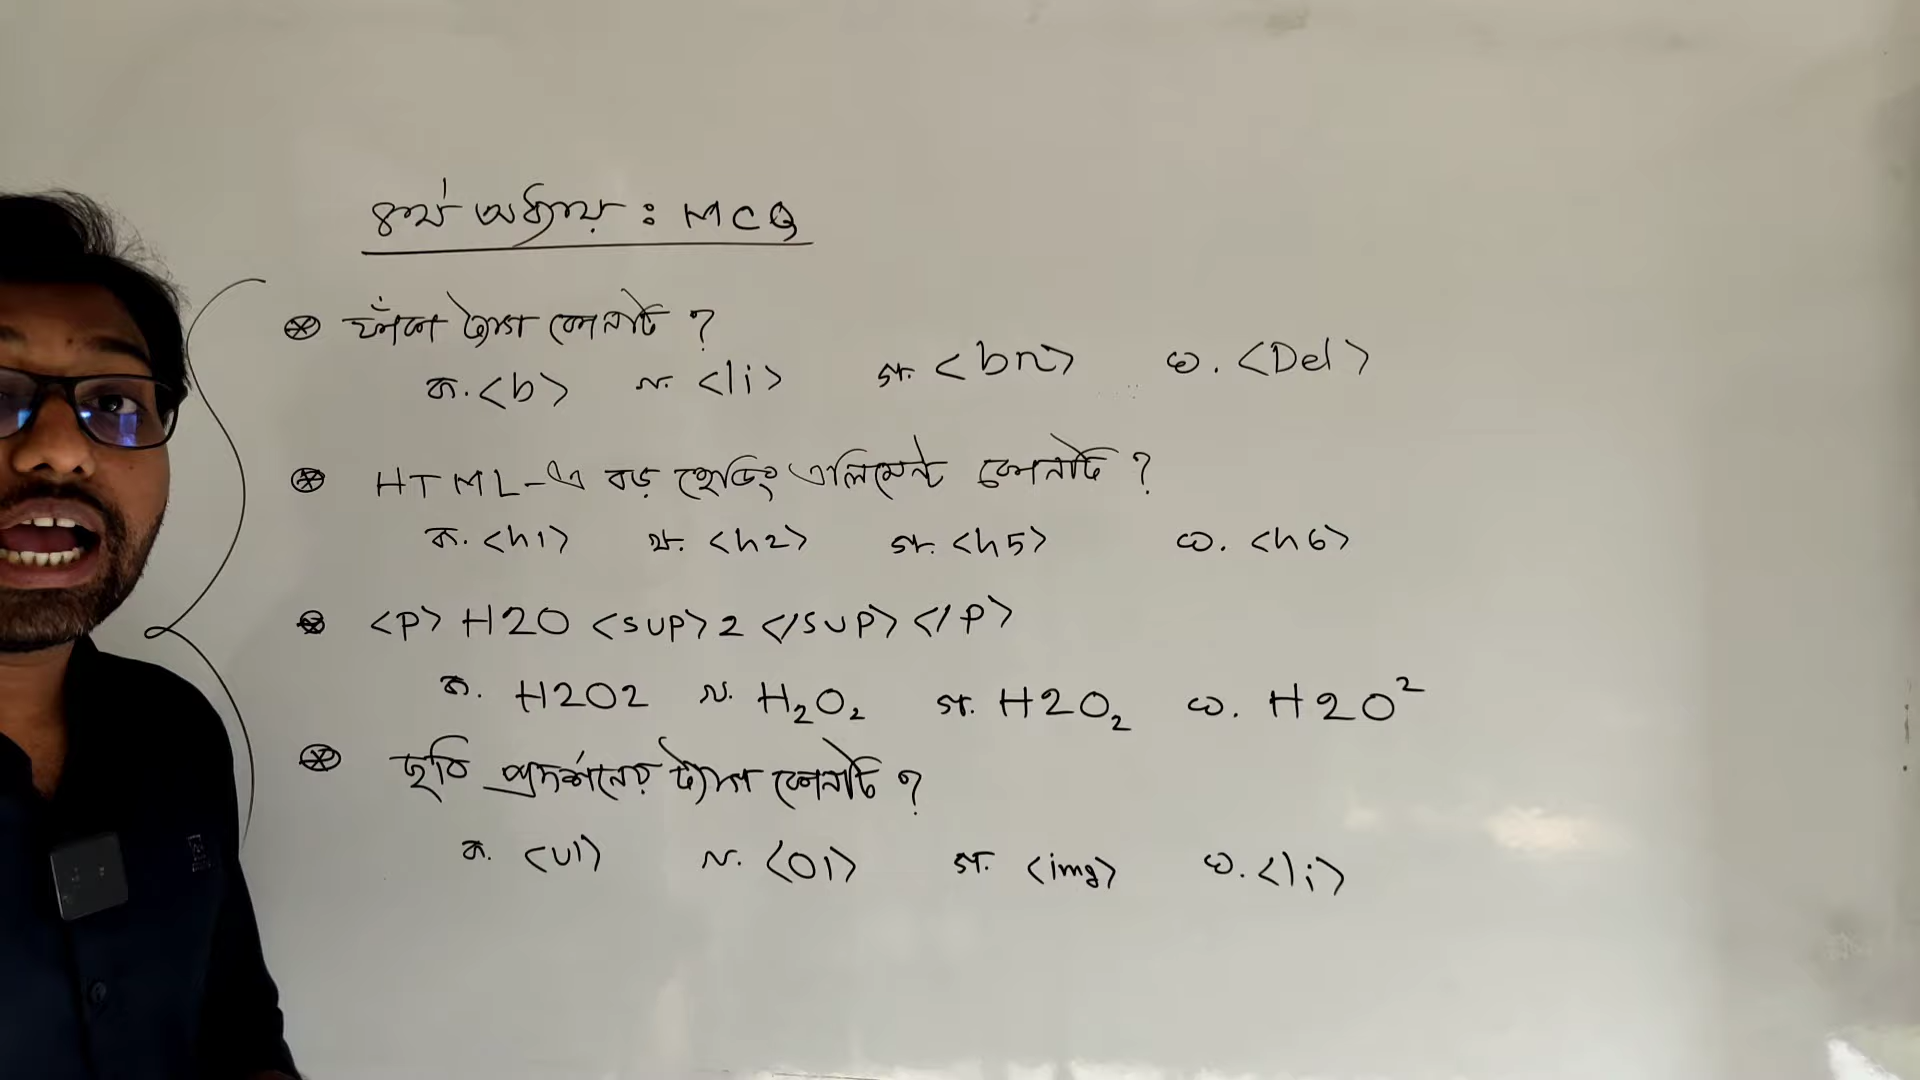 ৪র্থ অধ্যায় : MCQ
ফাঁকা ট্যাগ কোনটি ?
ক. <b> খ. <li> গ. <br> ঘ. <Del>
HTML-এ বড় হেডিং এলিমেন্ট কোনটি ?
ক. <h1> খ. <h2> গ. <h5> ঘ. <h6>
<p> H2O <sup> 2 </sup> </p>
ক. H2O2 খ. H₂O₂ গ. H2O₂ ঘ. H2O²
ছবি প্রদর্শনের ট্যাগ কোনটি ?
ক. <ul> খ. <ol> গ. <img> ঘ. <li>